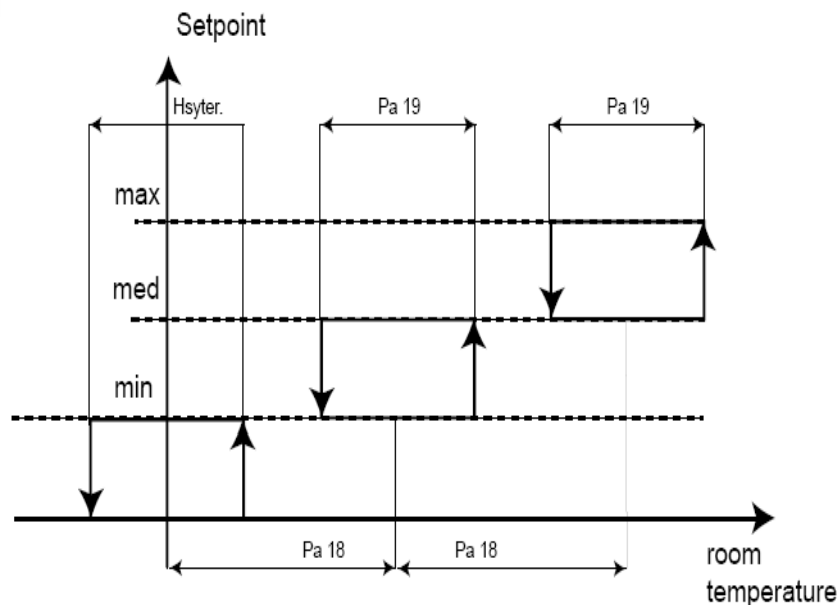 Setpoint
Hsyter.
Pa 19
Pa 19
max
med
min
Pa 18
Pa 18
room
temperature